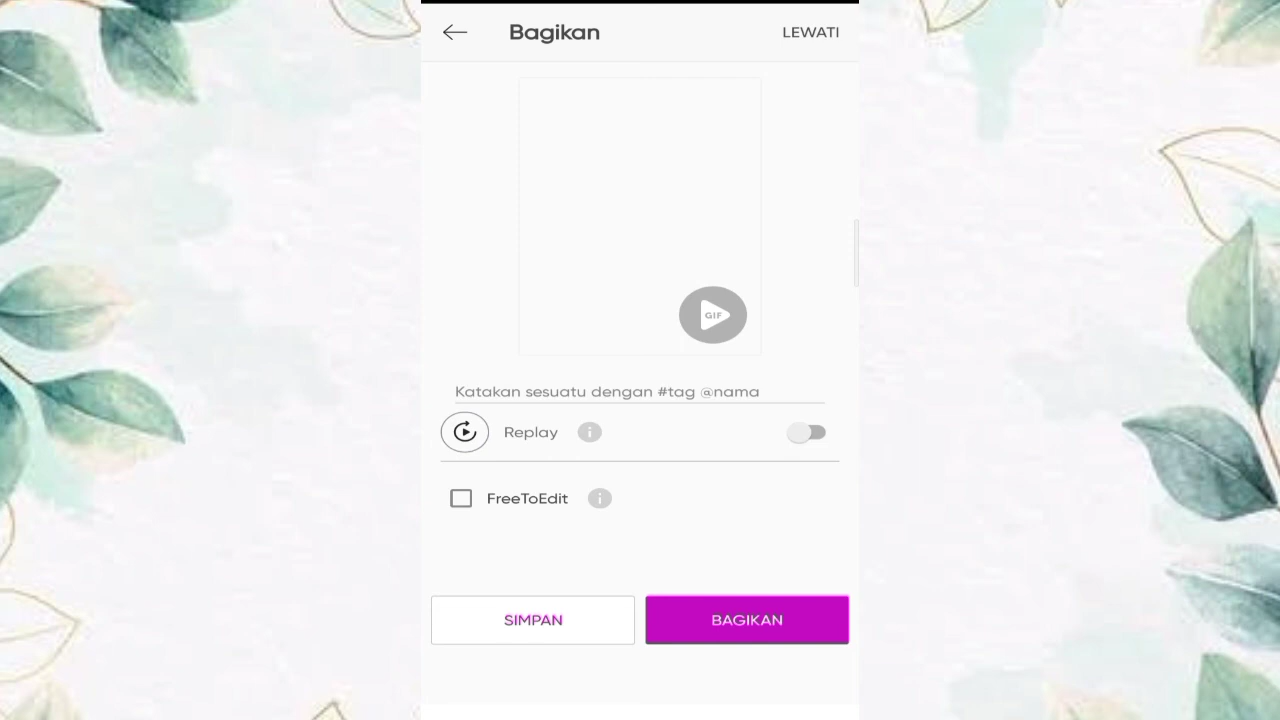 Bagikan
LEWATI
GIF
Katakan sesuatu dengan #tag @nama
Replay
FreeToEdit
SIMPAN
BAGIKAN